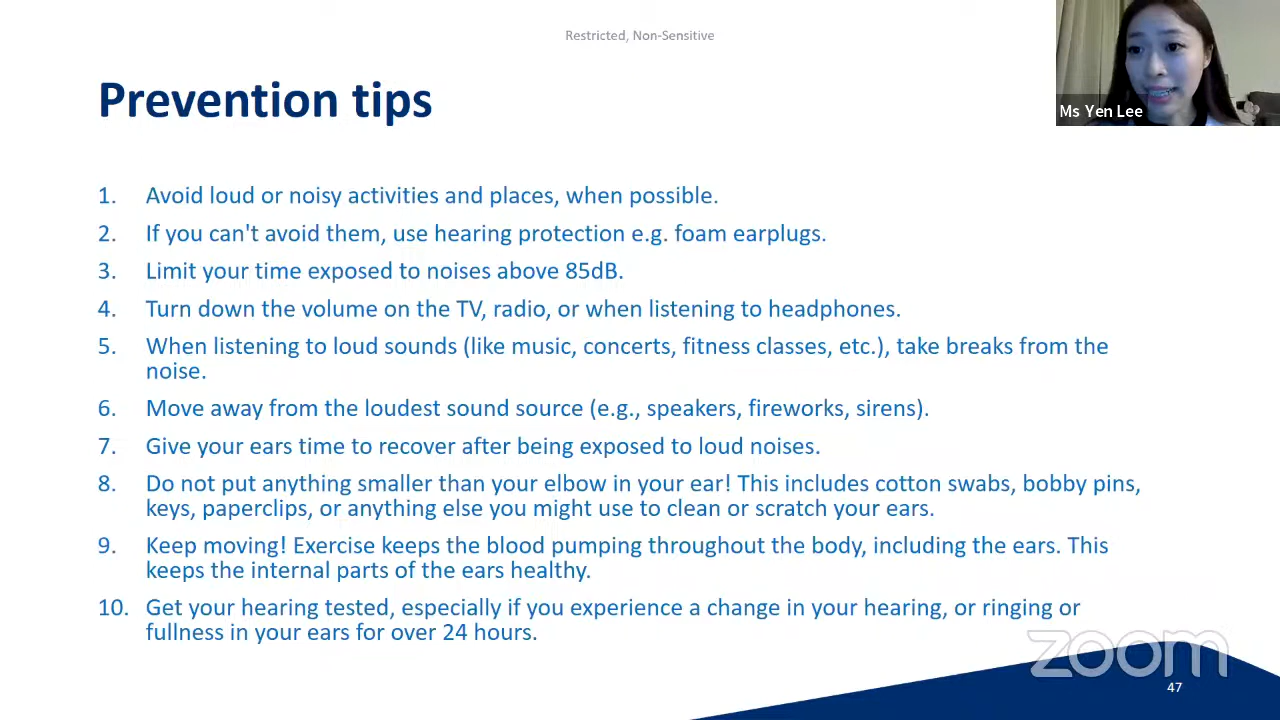 Restricted, Non-Sensitive
Ms Yen Lee
Prevention tips
1. Avoid loud or noisy activities and places, when possible.
2. If you can't avoid them, use hearing protection e.g. foam earplugs.
3. Limit your time exposed to noises above 85dB.
4. Turn down the volume on the TV, radio, or when listening to headphones.
5. When listening to loud sounds (like music, concerts, fitness classes, etc.), take breaks from the
noise.
6. Move away from the loudest sound source (e.g., speakers, fireworks, sirens).
7. Give your ears time to recover after being exposed to loud noises.
8. Do not put anything smaller than your elbow in your ear! This includes cotton swabs, bobby pins,
keys, paperclips, or anything else you might use to clean or scratch your ears.
9. Keep moving! Exercise keeps the blood pumping throughout the body, including the ears. This
keeps the internal parts of the ears healthy.
10. Get your hearing tested, especially if you experience a change in your hearing, or ringing or
fullness in your ears for over 24 hours.
zoom
47